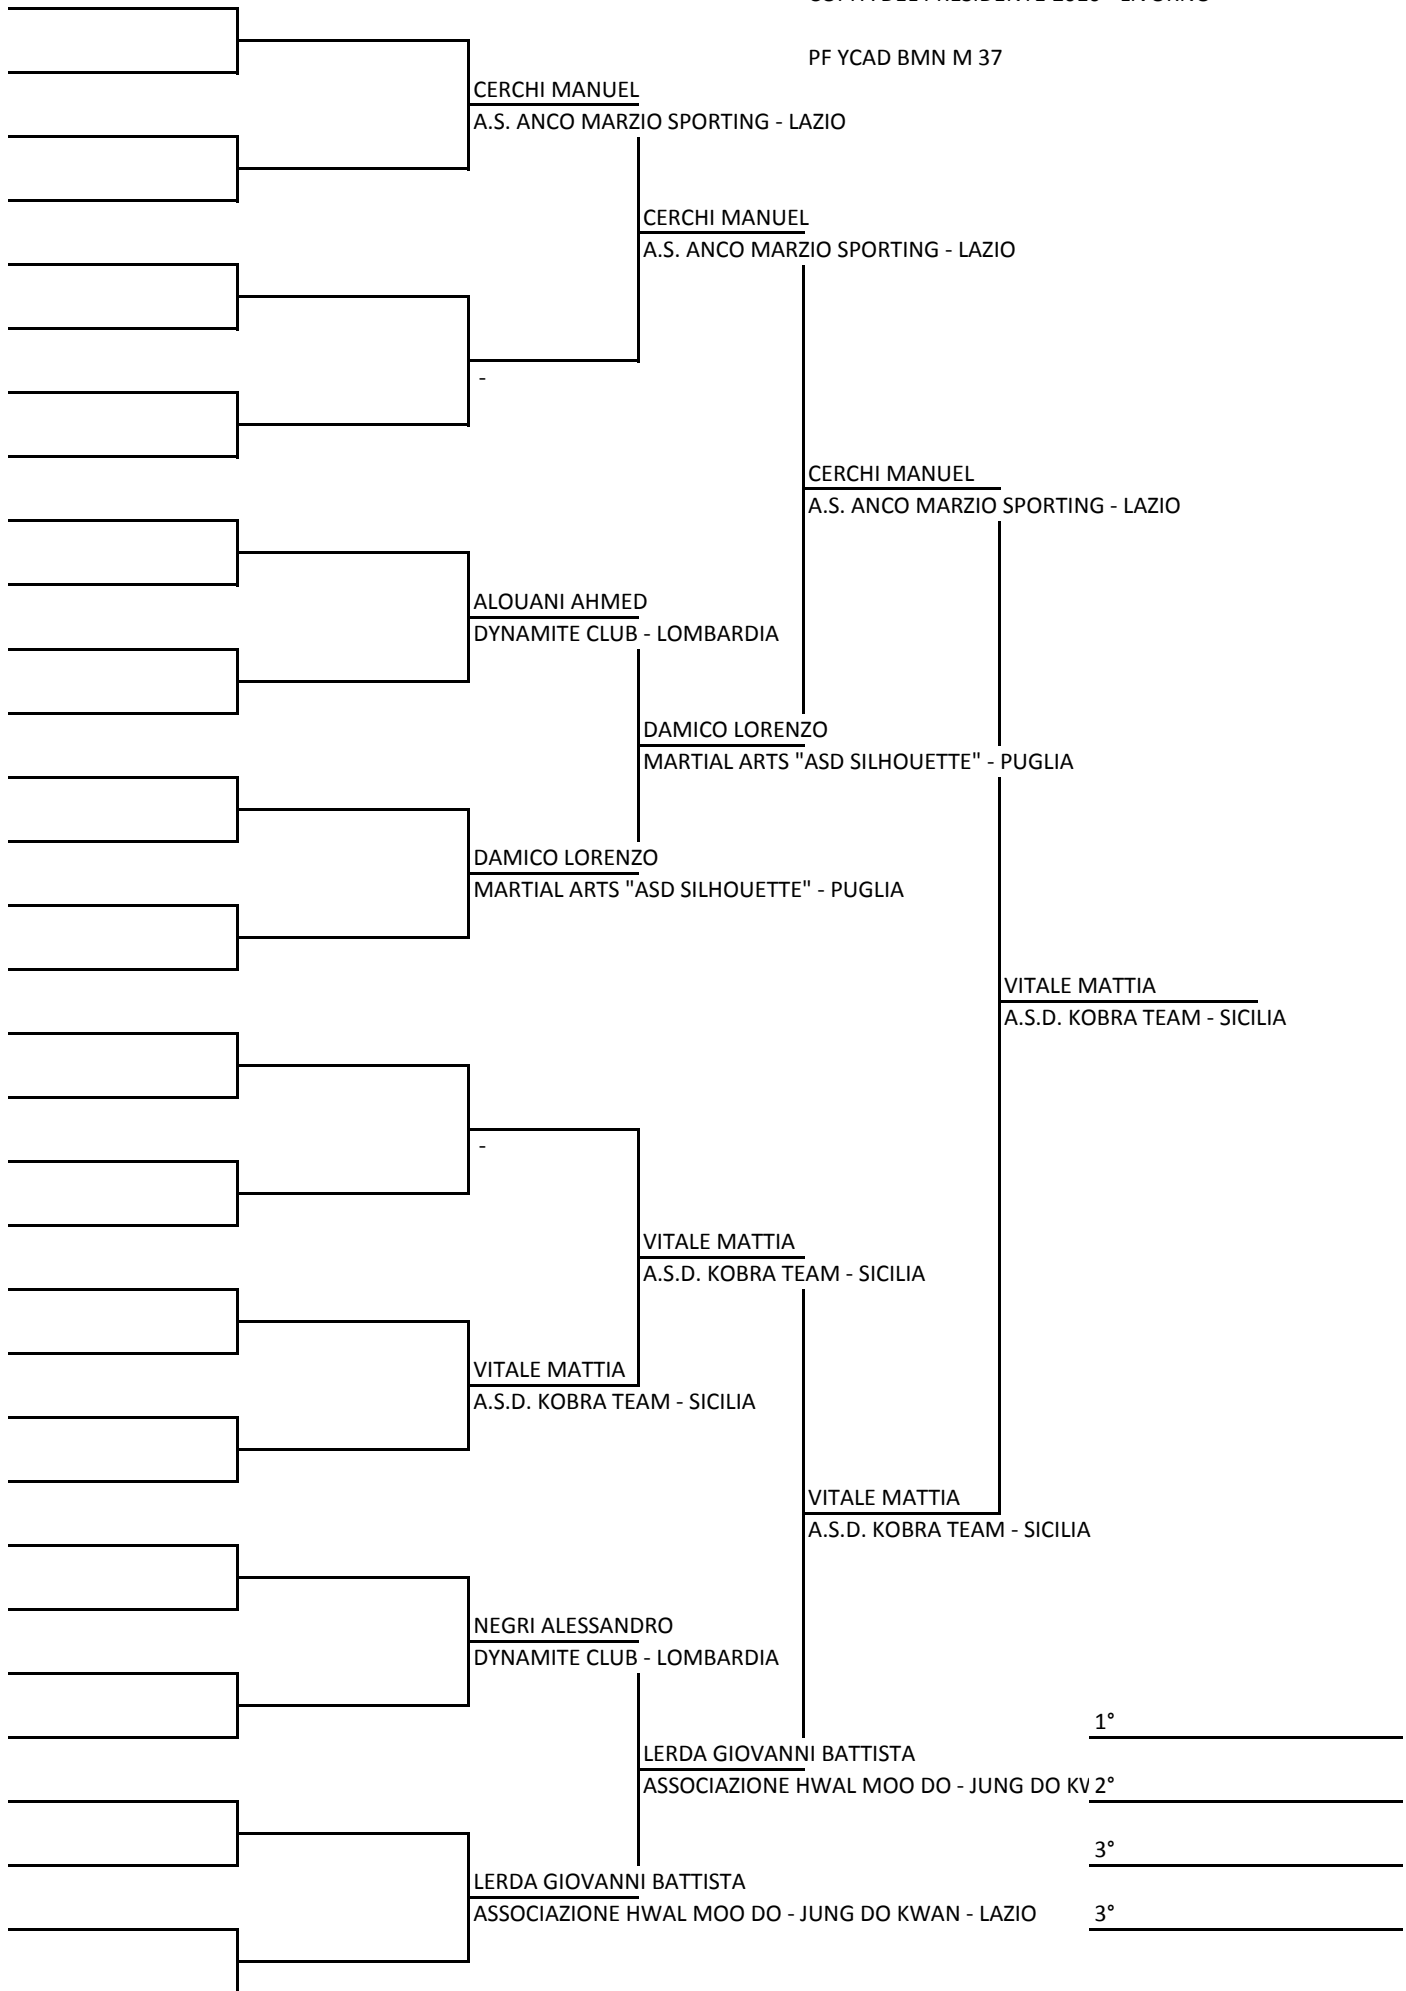 PF YCAD BMN M 37
CERCHI MANUEL
A.S. ANCO MARZIO SPORTING - LAZIO
CERCHI MANUEL
A.S. ANCO MARZIO SPORTING - LAZIO
-
CERCHI MANUEL
A.S. ANCO MARZIO SPORTING - LAZIO
ALOUANI AHMED
DYNAMITE CLUB - LOMBARDIA
DAMICO LORENZO
MARTIAL ARTS "ASD SILHOUETTE" - PUGLIA
DAMICO LORENZO
MARTIAL ARTS "ASD SILHOUETTE" - PUGLIA
VITALE MATTIA
A.S.D. KOBRA TEAM - SICILIA
-
VITALE MATTIA
A.S.D. KOBRA TEAM - SICILIA
VITALE MATTIA
A.S.D. KOBRA TEAM - SICILIA
VITALE MATTIA
A.S.D. KOBRA TEAM - SICILIA
NEGRI ALESSANDRO
DYNAMITE CLUB - LOMBARDIA
1°
LERDA GIOVANNI BATTISTA
ASSOCIAZIONE HWAL MOO DO - JUNG DO
2°
3°
LERDA GIOVANNI BATTISTA
ASSOCIAZIONE HWAL MOO DO - JUNG DO KWAN - LAZIO
3°